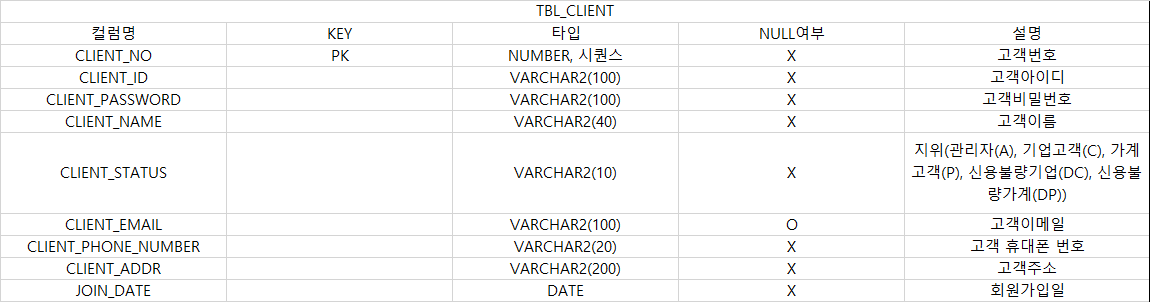 TBL_CLIENT
컬럼명 KEY 타입 NULL여부 설명
CLIENT_NO PK NUMBER, 시퀀스 X 고객번호
CLIENT_ID VARCHAR2(100) X 고객아이디
CLIENT_PASSWORD VARCHAR2(100) X 고객비밀번호
CLIENT_NAME VARCHAR2(40) X 고객이름
CLIENT_STATUS VARCHAR2(10) X 지위(관리자(A), 기업고객(C), 가계
고객(P), 신용불량기업(DC), 신용불
량가계(DP))
CLIENT_EMAIL VARCHAR2(100) O 고객이메일
CLIENT_PHONE_NUMBER VARCHAR2(20) X 고객 휴대폰 번호
CLIENT_ADDR VARCHAR2(200) X 고객주소
JOIN_DATE DATE X 회원가입일